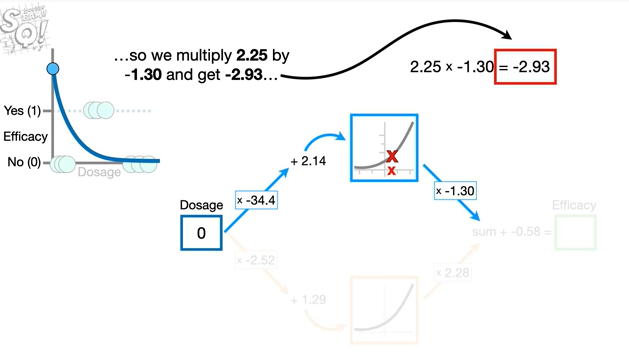 SQ!
...so we multiply 2.25 by
-1.30 and get -2.93...
2.25 x -1.30 = -2.93
Yes (1)
Efficacy
No (0)
Dosage
+ 2.14
x -34.4
x -1.30
Dosage
0
Efficacy
sum + -0.58 =
x -2.52
x 2.28
+ 1.29